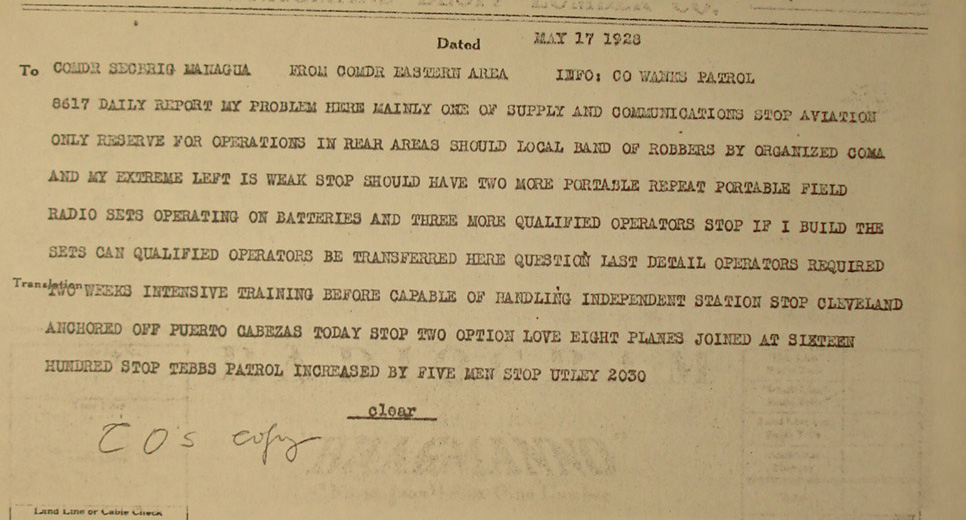 Dated MAY 17 1928
To COMDR SECBRIG MANAGUA FROM COMDR EASTERN AREA INFO: CO WANKS PATROL
8617 DAILY REPORT MY PROBLEM HERE MAINLY ONE OF SUPPLY AND COMMUNICATIONS STOP AVIATION
ONLY RESERVE FOR OPERATIONS IN REAR AREAS SHOULD LOCAL BAND OF ROBBERS BY ORGANIZED COMA
AND MY EXTREME LEFT IS WEAK STOP SHOULD HAVE TWO MORE PORTABLE REPEAT PORTABLE FIELD
RADIO SETS OPERATING ON BATTERIES AND THREE MORE QUALIFIED OPERATORS STOP IF I BUILD THE
SETS CAN QUALIFIED OPERATORS BE TRANSFERRED HERE QUESTION LAST DETAIL OPERATORS REQUIRED
Translation
TWO WEEKS INTENSIVE TRAINING BEFORE CAPABLE OF HANDLING INDEPENDENT STATION STOP CLEVELAND
ANCHORED OFF PUERTO CABEZAS TODAY STOP TWO OPTION LOVE EIGHT PLANES JOINED AT SIXTEEN
HUNDRED STOP TEBBS PATROL INCREASED BY FIVE MEN STOP UTLEY 2030
clear
CO's copy
Land Line or Cable Check